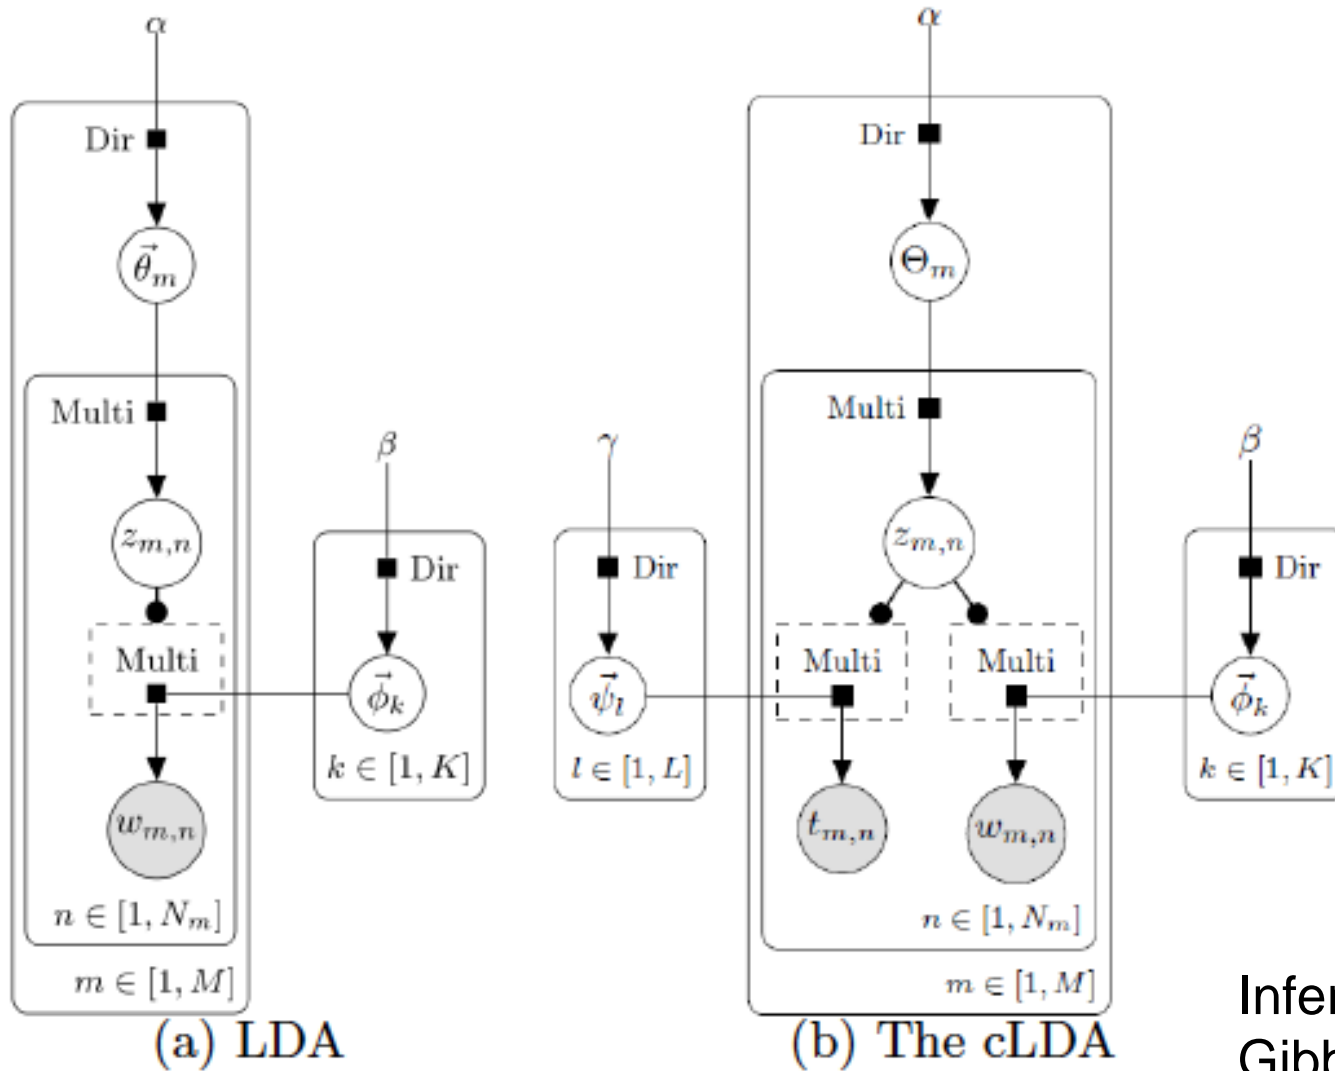 α
Dir
θ⃗m
Multi
zm,n
Multi
wm,n
n ∈ [1, Nm]
m ∈ [1, M]
β
Dir
ϕ⃗k
k ∈ [1, K]
(a) LDA
α
Dir
Θm
Multi
zm,n
Multi
Multi
tm,n
wm,n
n ∈ [1, Nm]
m ∈ [1, M]
γ
Dir
ψ⃗l
l ∈ [1, L]
β
Dir
ϕ⃗k
k ∈ [1, K]
(b) The cLDA